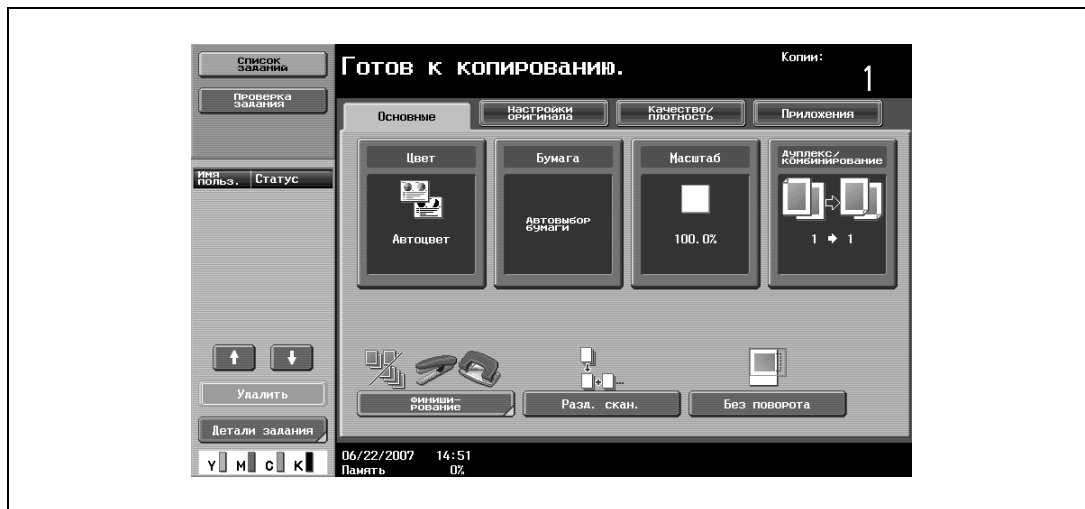 Список
заданий
Проверка
задания
Имя
польз.
Статус
Удалить
Детали задания
Y M C K
Готов к копированию.
Копии:
1
Основные
Настройки
оригинала
Качество/
плотность
Приложения
Цвет
Автоцвет
Бумага
Автовыбор
бумаги
Масштаб
100.0%
Дуплекс/
комбинирование
1 → 1
Финиши-
рование
Разд. скан.
Без поворота
06/22/2007 14:51
Память 0%